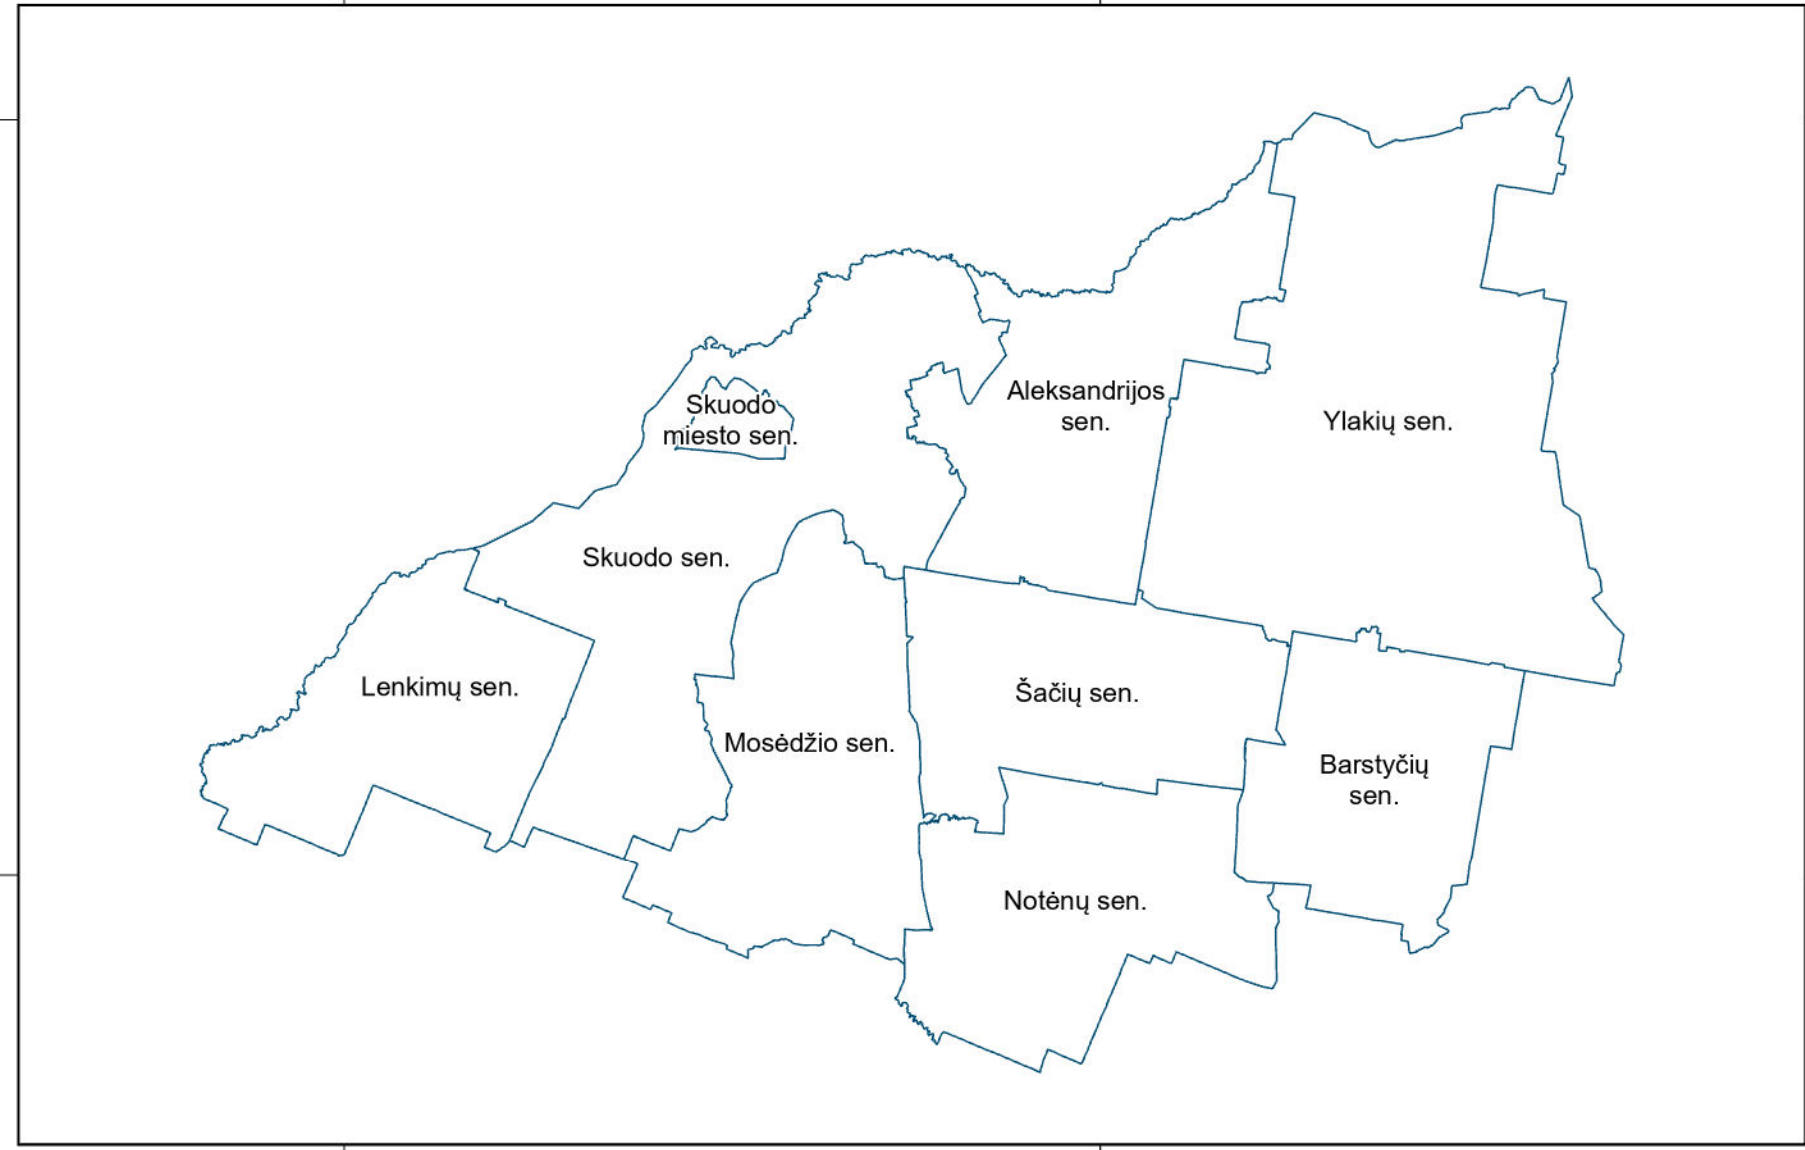 Aleksandrijos
sen.
Skuodo
miesto sen.
Ylakių sen.
Skuodo sen.
Lenkimų sen.
Šačių sen.
Mosėdžio sen.
Barstyčių
sen.
Notėnų sen.